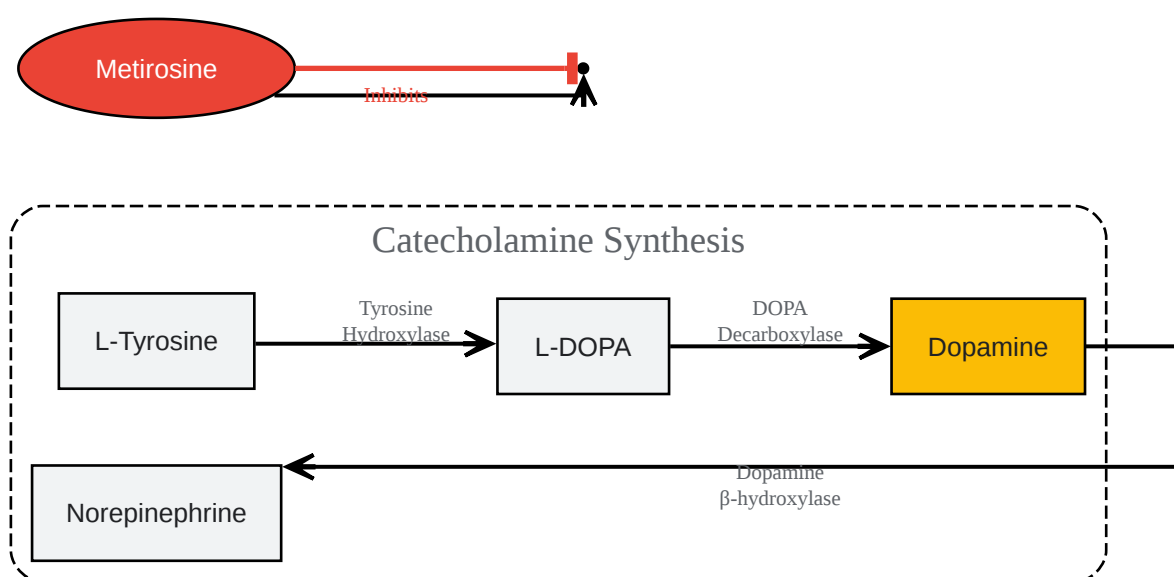 Metirosine
Inhibits
Catecholamine Synthesis
Tyrosine
Hydroxylase
DOPA
Decarboxylase
L-Tyrosine
L-DOPA
Dopamine
Dopamine
β-hydroxylase
Norepinephrine